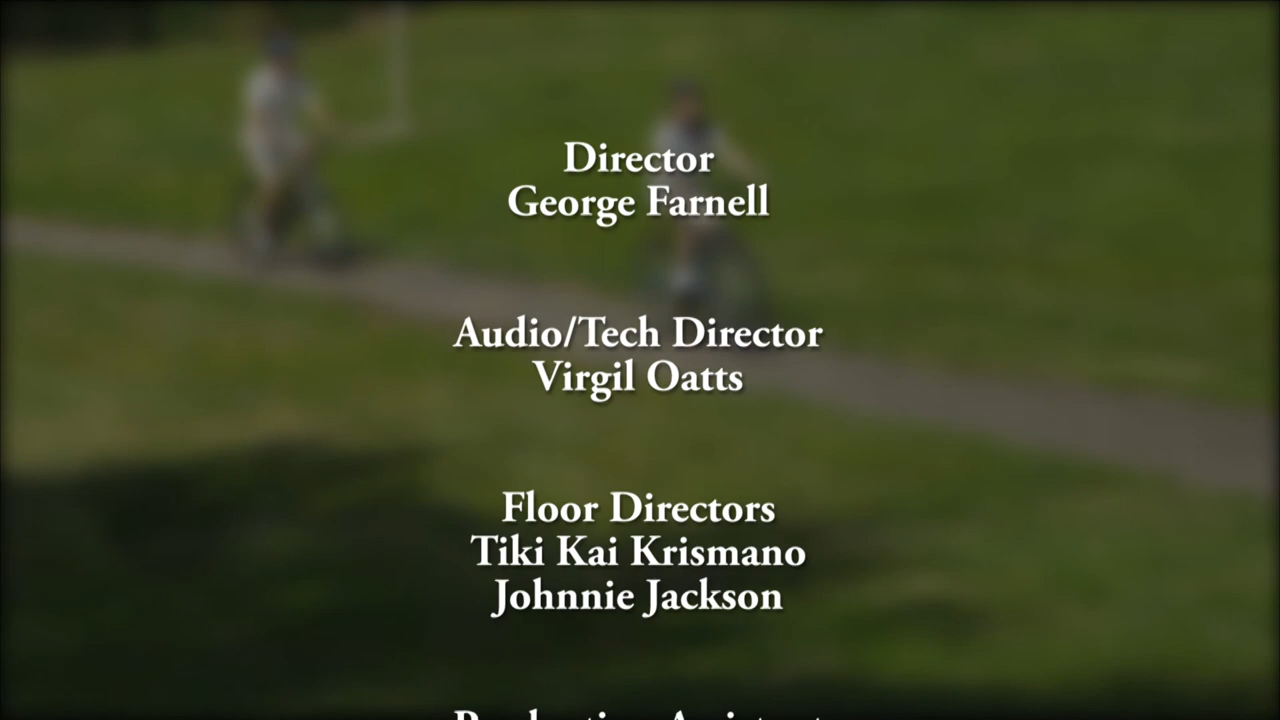 Director
George Farnell
Audio/Tech Director
Virgil Oatts
Floor Directors
Tiki Kai Krismano
Johnnie Jackson